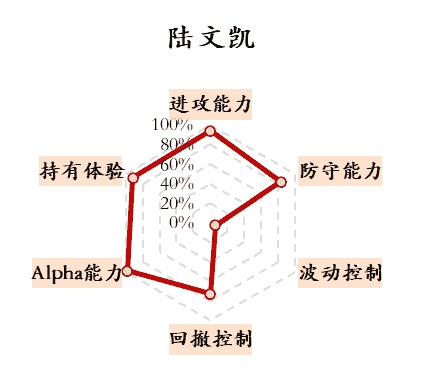 陆文凯
进攻能力
100%
80%
60%
40%
20%
0%
持有体验
防守能力
Alpha能力
波动控制
回撤控制